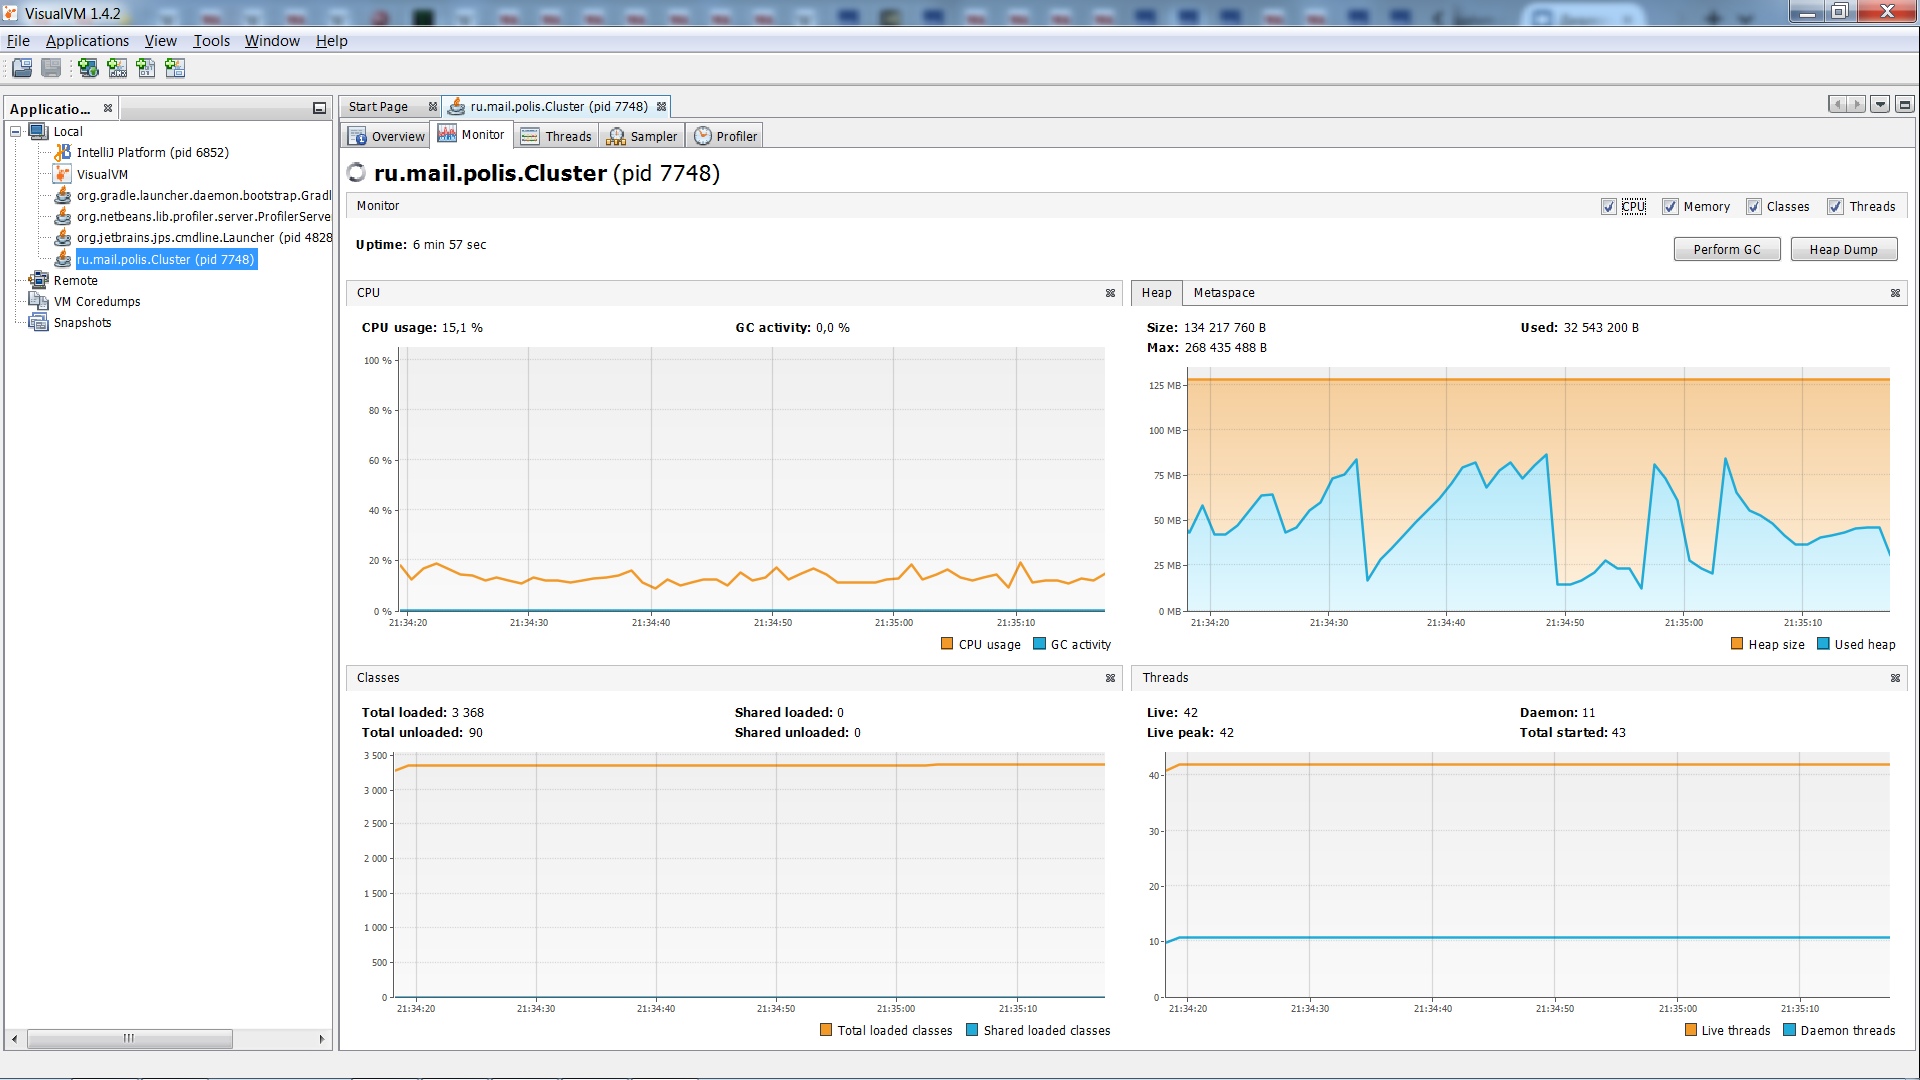 VisualVM 1.4.2
File Applications View Tools Window Help
Applicatio...
Local
IntelliJ Platform (pid 6852)
VisualVM
org.gradle.launcher.daemon.bootstrap.Gradl
org.netbeans.lib.profiler.server.ProfilerServe
org.jetbrains.jps.cmdline.Launcher (pid 4828
ru.mail.polis.Cluster (pid 7748)
Remote
VM Coredumps
Snapshots
Start Page ru.mail.polis.Cluster (pid 7748)
Overview Monitor Threads Sampler Profiler
ru.mail.polis.Cluster (pid 7748)
Monitor CPU Memory Classes Threads
Uptime: 6 min 57 sec
Perform GC Heap Dump
CPU
CPU usage: 15,1 % GC activity: 0,0 %
100 %
80 %
60 %
40 %
20 %
0 %
21:34:20 21:34:30 21:34:40 21:34:50 21:35:00 21:35:10
CPU usage GC activity
Heap Metaspace
Size: 134 217 760 B Used: 32 543 200 B
Max: 268 435 488 B
125 MB
100 MB
75 MB
50 MB
25 MB
0 MB
21:34:20 21:34:30 21:34:40 21:34:50 21:35:00 21:35:10
Heap size Used heap
Classes
Total loaded: 3 368 Shared loaded: 0
Total unloaded: 90 Shared unloaded: 0
3 500
3 000
2 500
2 000
1 500
1 000
500
0
21:34:20 21:34:30 21:34:40 21:34:50 21:35:00 21:35:10
Total loaded classes Shared loaded classes
Threads
Live: 42 Daemon: 11
Live peak: 42 Total started: 43
40
30
20
10
0
21:34:20 21:34:30 21:34:40 21:34:50 21:35:00 21:35:10
Live threads Daemon threads